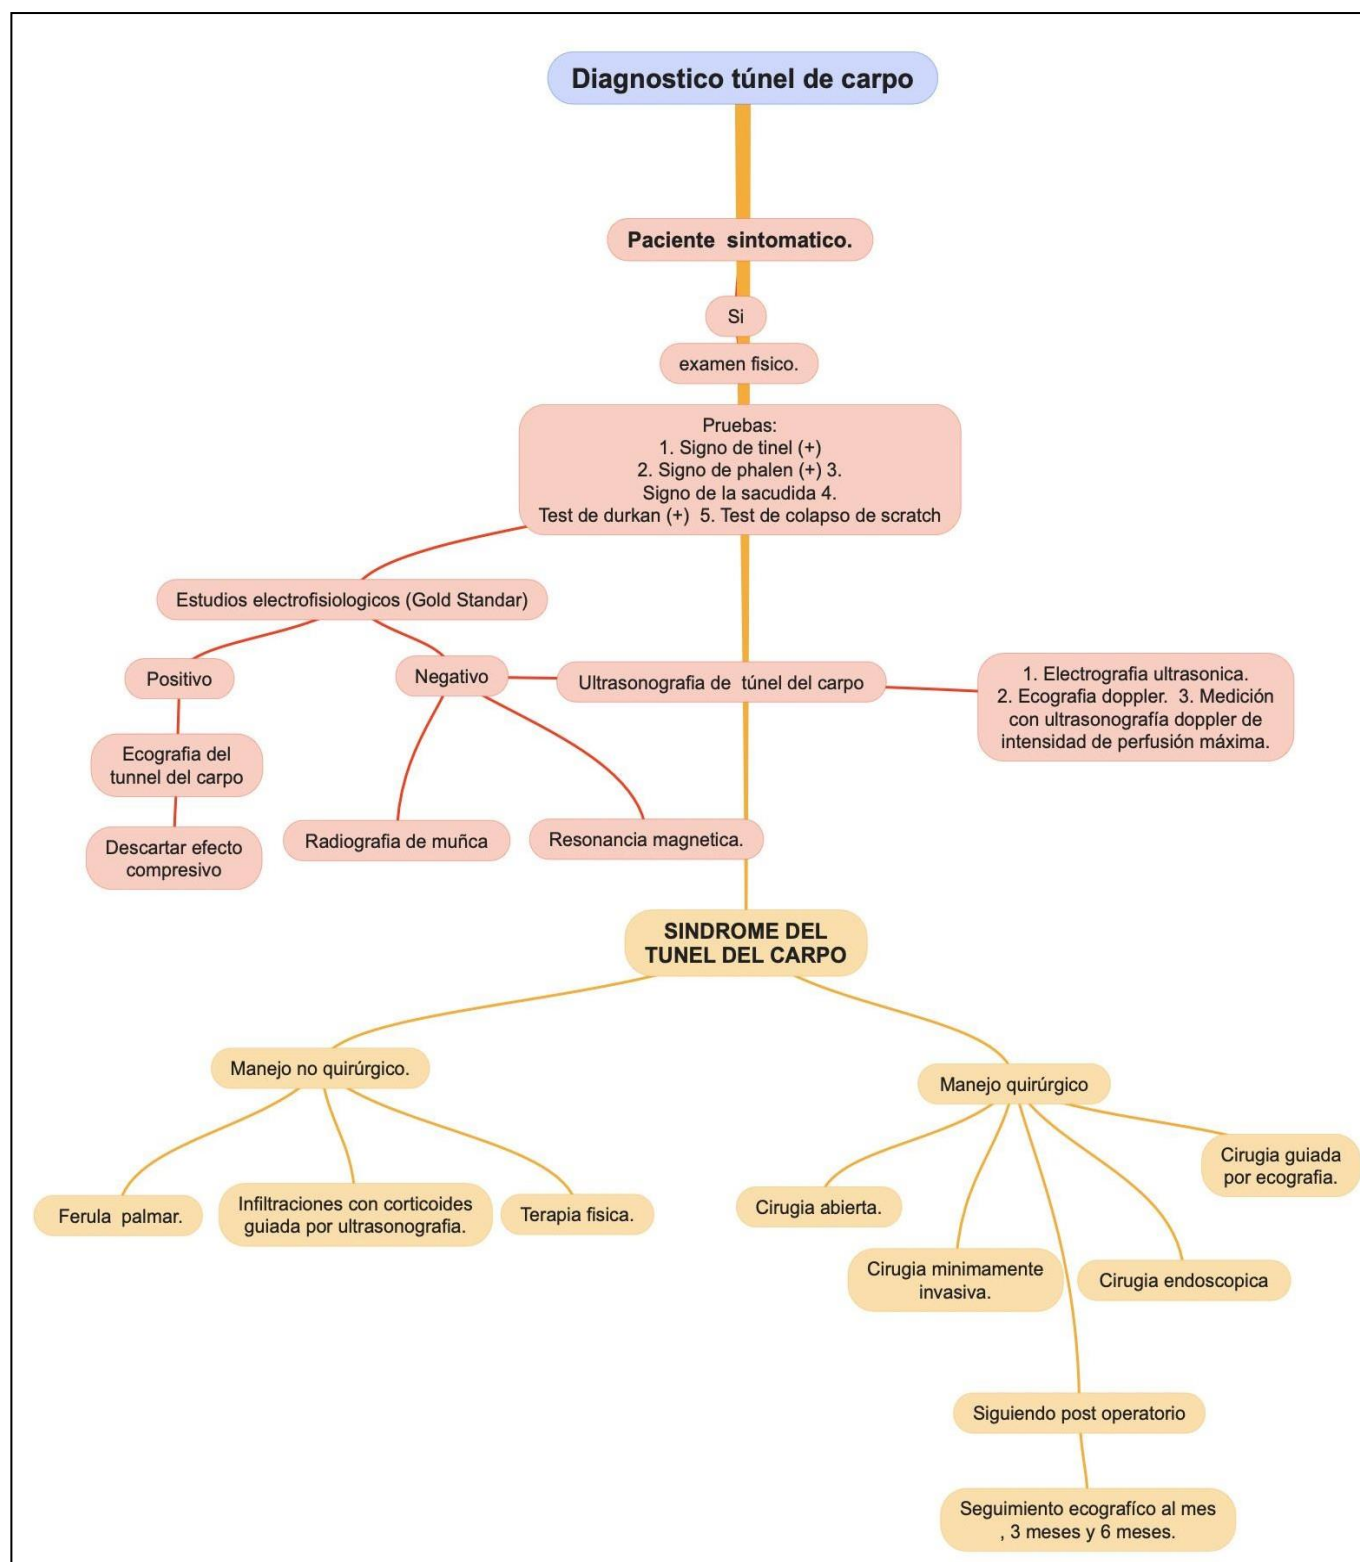 Diagnostico túnel de carpo
Paciente sintomatico.
Si
examen fisico.
Pruebas:
1. Signo de tinel (+)
2. Signo de phalen (+) 3.
Signo de la sacudida 4.
Test de durkan (+) 5. Test de colapso de scratch
Estudios electrofisiologicos (Gold Standar)
Positivo
Negativo
Ultrasonografia de túnel del carpo
1. Electrografia ultrasonica.
2. Ecografia doppler. 3. Medición
con ultrasonografía doppler de
intensidad de perfusión máxima.
Ecografia del
tunnel del carpo
Descartar efecto
compresivo
Radiografia de muñca
Resonancia magnetica.
SINDROME DEL
TUNEL DEL CARPO
Manejo no quirúrgico.
Manejo quirúrgico
Ferula palmar.
Infiltraciones con corticoides
guiada por ultrasonografia.
Terapia fisica.
Cirugia abierta.
Cirugia minimamente
invasiva.
Cirugia endoscopica
Cirugia guiada
por ecografia.
Siguiendo post operatorio
Seguimiento ecografíco al mes
, 3 meses y 6 meses.